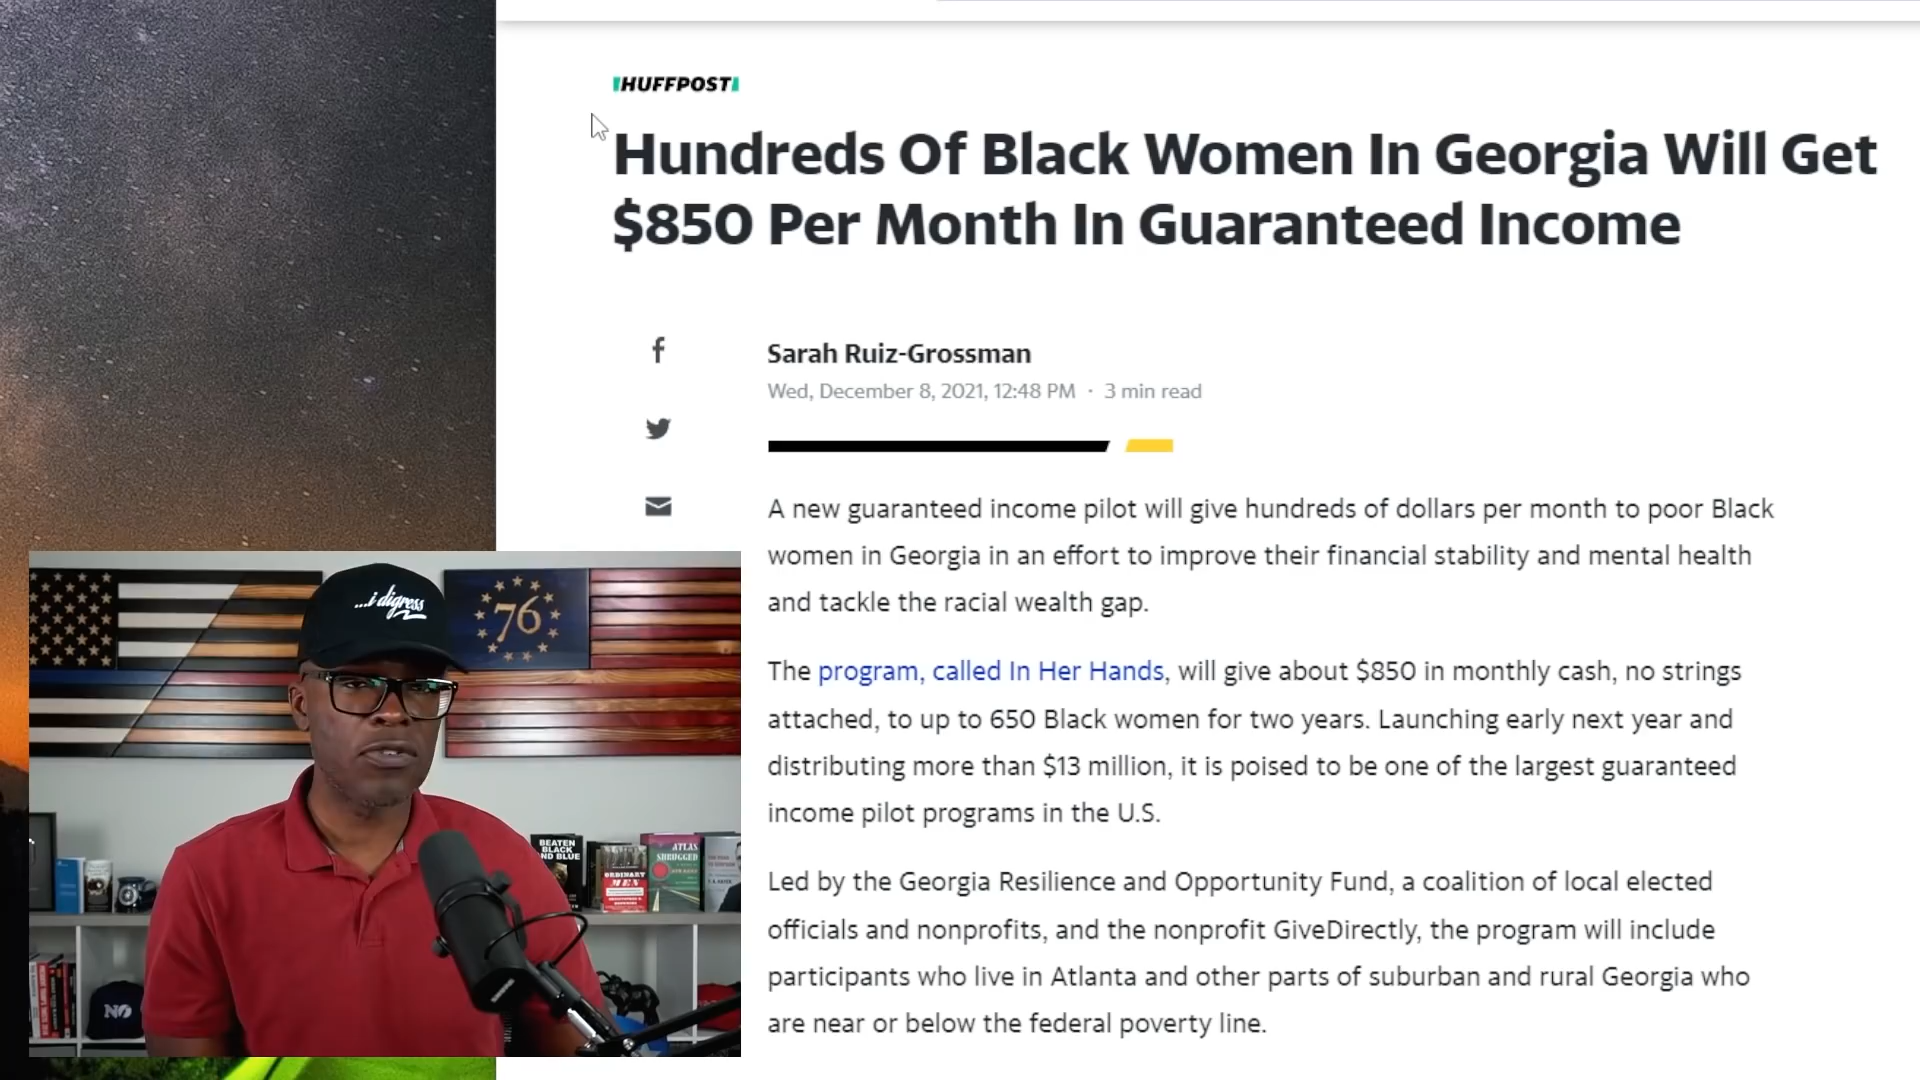 HUFFPOST
Hundreds Of Black Women In Georgia Will Get
$850 Per Month In Guaranteed Income
Sarah Ruiz-Grossman
Wed, December 8, 2021, 12:48 PM · 3 min read
A new guaranteed income pilot will give hundreds of dollars per month to poor Black
women in Georgia in an effort to improve their financial stability and mental health
and tackle the racial wealth gap.
The program, called In Her Hands, will give about $850 in monthly cash, no strings
attached, to up to 650 Black women for two years. Launching early next year and
distributing more than $13 million, it is poised to be one of the largest guaranteed
income pilot programs in the U.S.
Led by the Georgia Resilience and Opportunity Fund, a coalition of local elected
officials and nonprofits, and the nonprofit GiveDirectly, the program will include
participants who live in Atlanta and other parts of suburban and rural Georgia who
are near or below the federal poverty line.
...i digress
76
BEATEN
BLACK
AND BLUE
ORDINARY
MEN
ATLAS
SHRUGGED
NO